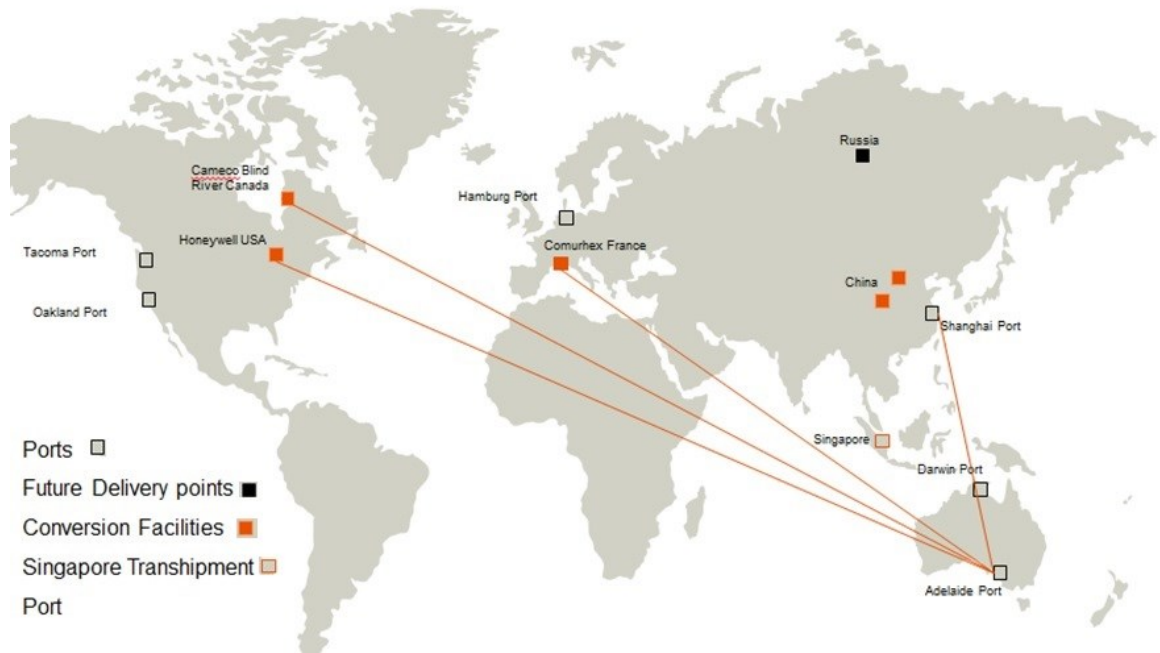 Russia
Cameco Blind
River Canada
Hamburg Port
Honeywell USA
Comurhex France
Tacoma Port
China
Oakland Port
Shanghai Port
Singapore
Darwin Port
Adelaide Port
Ports
Future Delivery points
Conversion Facilities
Singapore Transhipment
Port